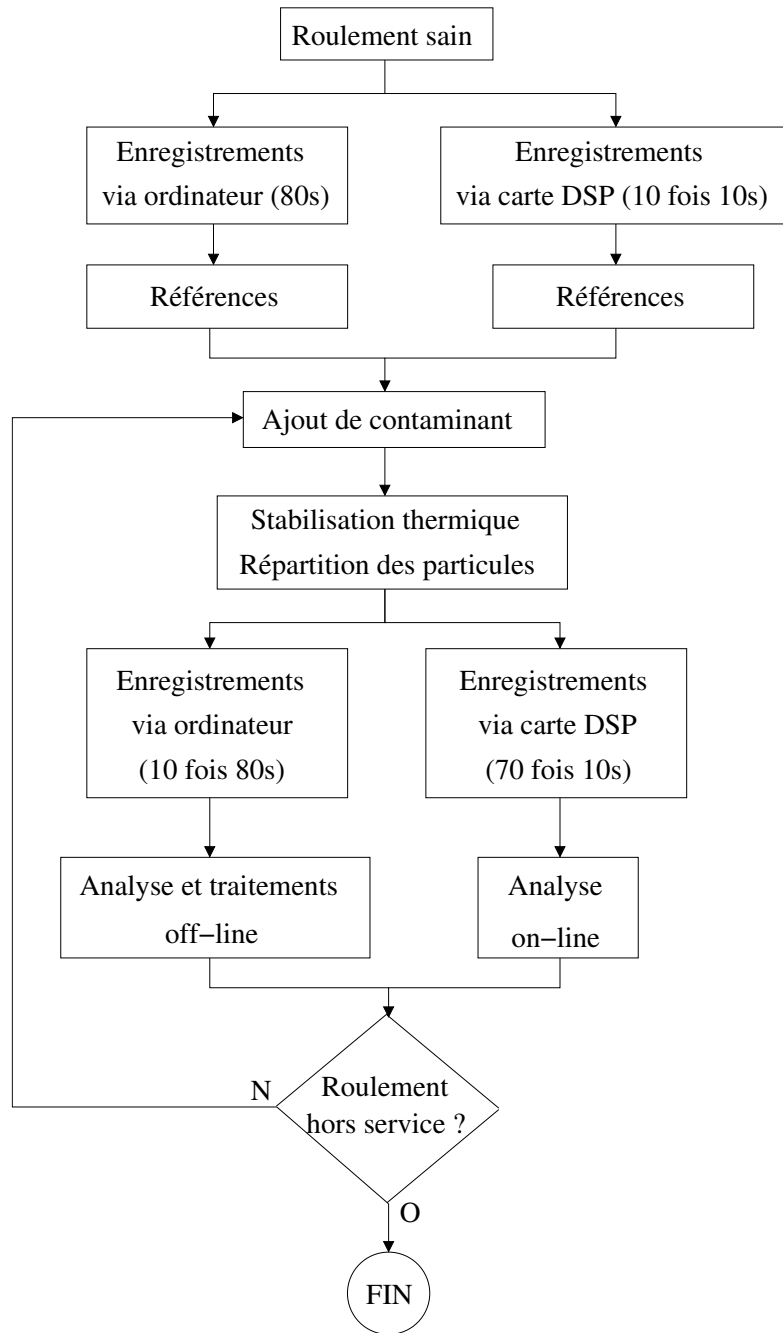 Roulement sain
Enregistrements
via ordinateur (80s)
Enregistrements
via carte DSP (10 fois 10s)
Références
Références
Ajout de contaminant
Stabilisation thermique
Répartition des particules
Enregistrements
via ordinateur
(10 fois 80s)
Enregistrements
via carte DSP
(70 fois 10s)
Analyse et traitements
off−line
Analyse
on−line
N
Roulement
hors service ?
O
FIN